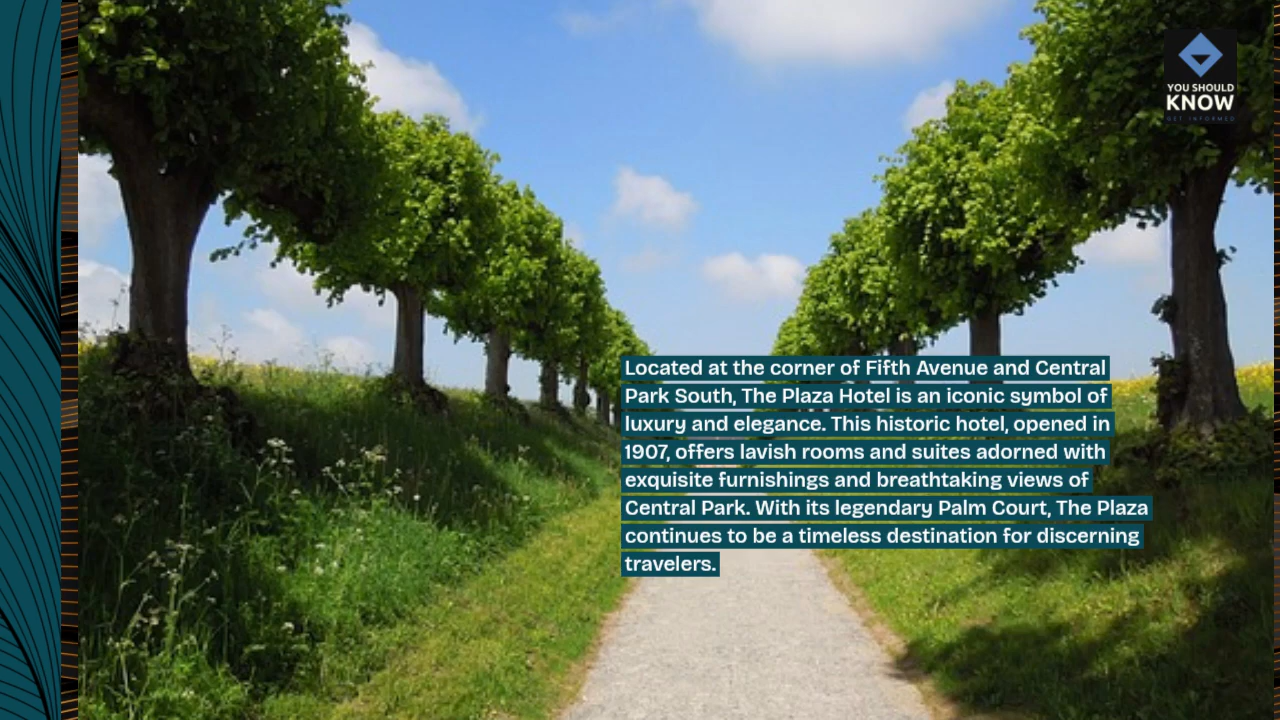 YOU SHOULD
KNOW
GET INFORMED
Located at the corner of Fifth Avenue and Central
Park South, The Plaza Hotel is an iconic symbol of
luxury and elegance. This historic hotel, opened in
1907, offers lavish rooms and suites adorned with
exquisite furnishings and breathtaking views of
Central Park. With its legendary Palm Court, The Plaza
continues to be a timeless destination for discerning
travelers.